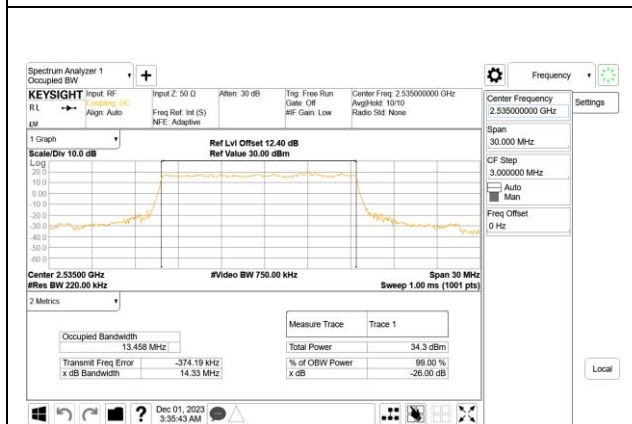 Spectrum Analyzer 1
Occupied BW
+
Frequency
KEYSIGHT
RL
Input: RF
Coupling: DC
Align: Auto
Input Z: 50 Ω
Freq Ref: Int (S)
NFE: Adaptive
Atten: 30 dB
Trig: Free Run
Gate: Off
#IF Gain: Low
Center Freq: 2.535000000 GHz
Avg|Hold: 10/10
Radio Std: None
Center Frequency
2.535000000 GHz
Settings
Span
30.000 MHz
CF Step
3.000000 MHz
Auto
Man
Freq Offset
0 Hz
1 Graph
Scale/Div 10.0 dB
Ref Lvl Offset 12.40 dB
Ref Value 30.00 dBm
Log
20.0
10.0
0.00
-10.0
-20.0
-30.0
-40.0
-50.0
-60.0
Center 2.53500 GHz
#Video BW 750.00 kHz
Span 30 MHz
#Res BW 220.00 kHz
Sweep 1.00 ms (1001 pts)
2 Metrics
Measure Trace Trace 1
Occupied Bandwidth
13.458 MHz
Total Power 34.3 dBm
Transmit Freq Error -374.19 kHz
% of OBW Power 99.00 %
x dB Bandwidth 14.33 MHz
x dB -26.00 dB
Local
?
Dec 01, 2023
3:35:43 AM